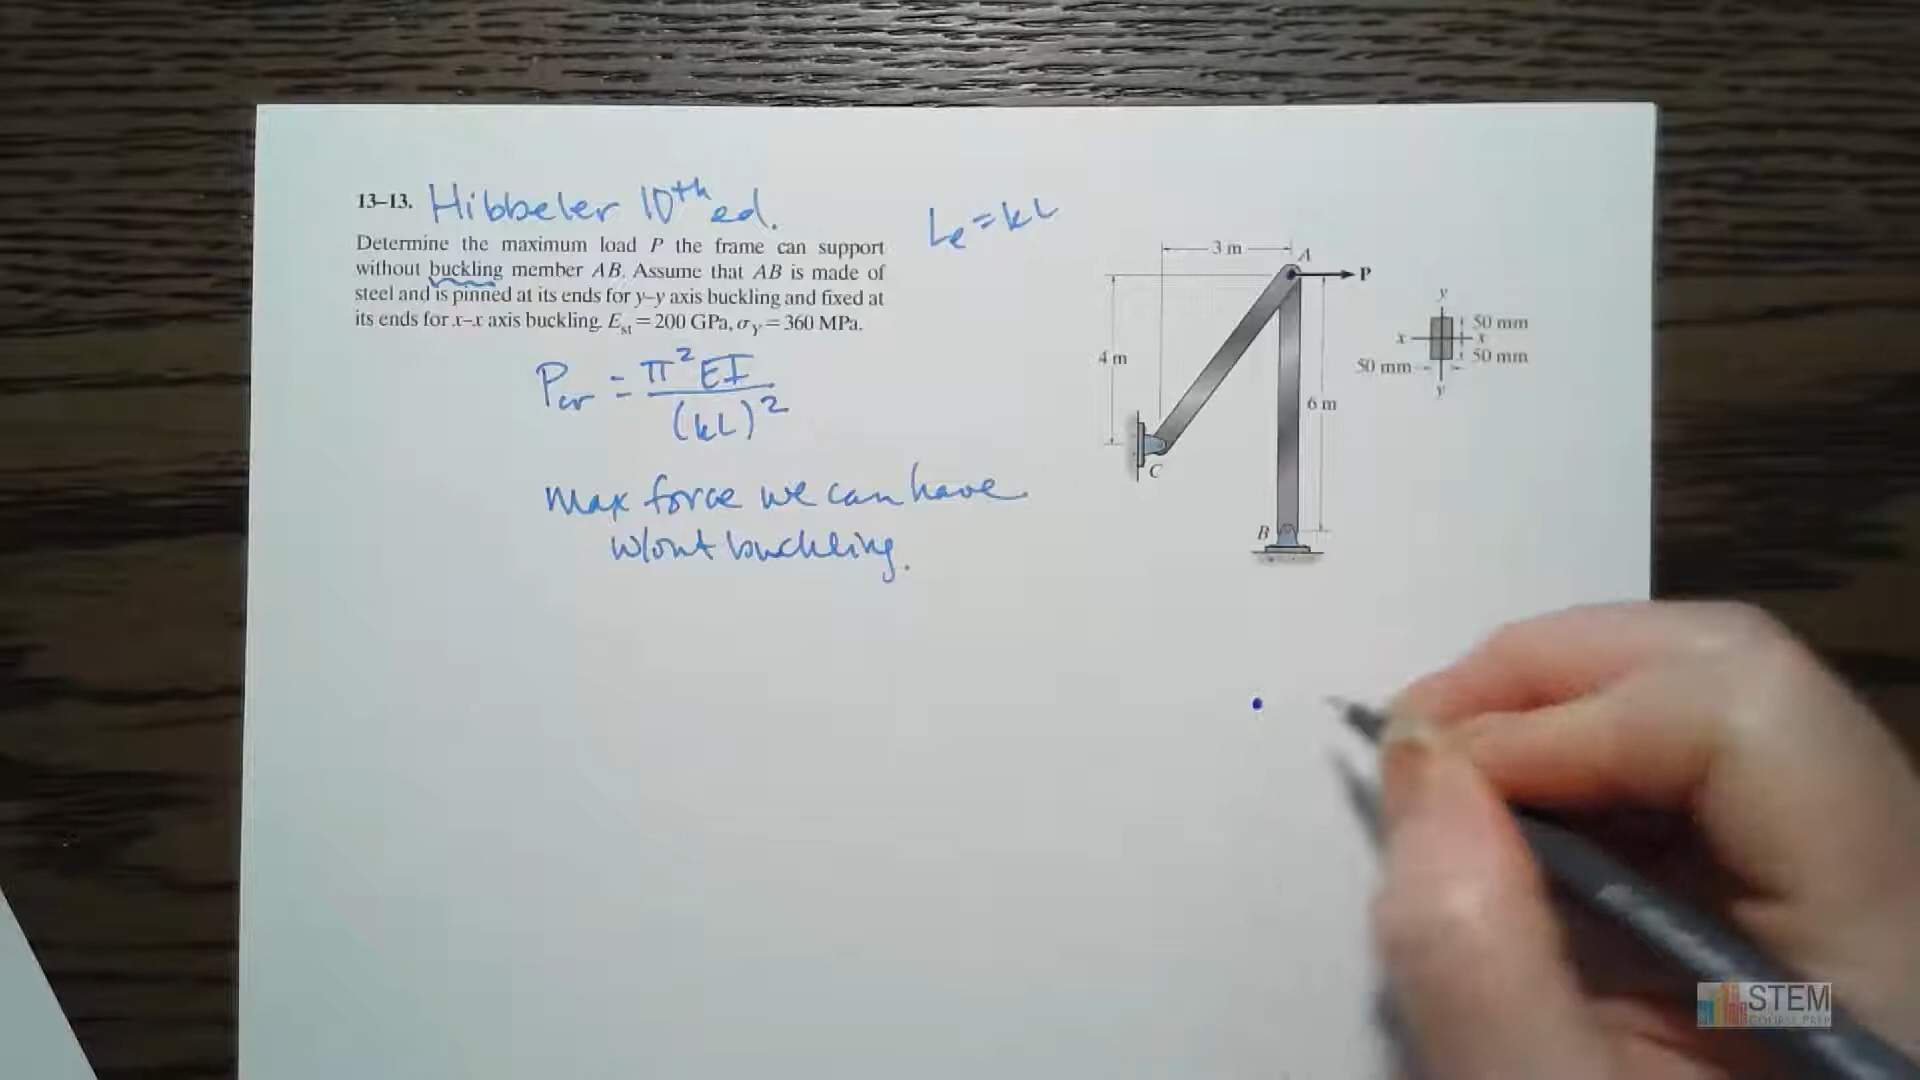 13–13. Hibbeler 10th ed.
Determine the maximum load P the frame can support
without buckling member AB. Assume that AB is made of
steel and is pinned at its ends for y–y axis buckling and fixed at
its ends for x–x axis buckling. Est = 200 GPa, σY = 360 MPa.
Pcr = π²EI / (kL)²
max force we can have
w/out buckling.
Le = kL
3 m
A
P
4 m
6 m
C
B
y
50 mm
x x
50 mm
50 mm
y
STEM
COURSE PREP